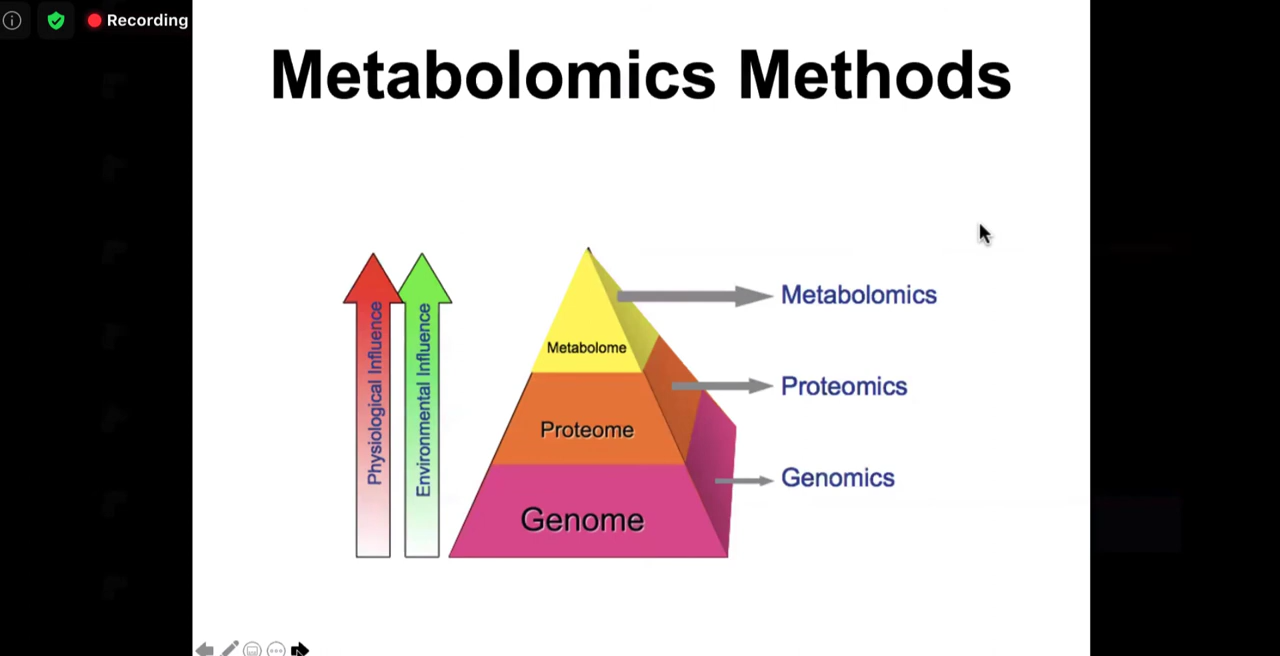 Recording
Metabolomics Methods
Physiological Influence
Environmental Influence
Metabolome
Proteome
Genome
Metabolomics
Proteomics
Genomics